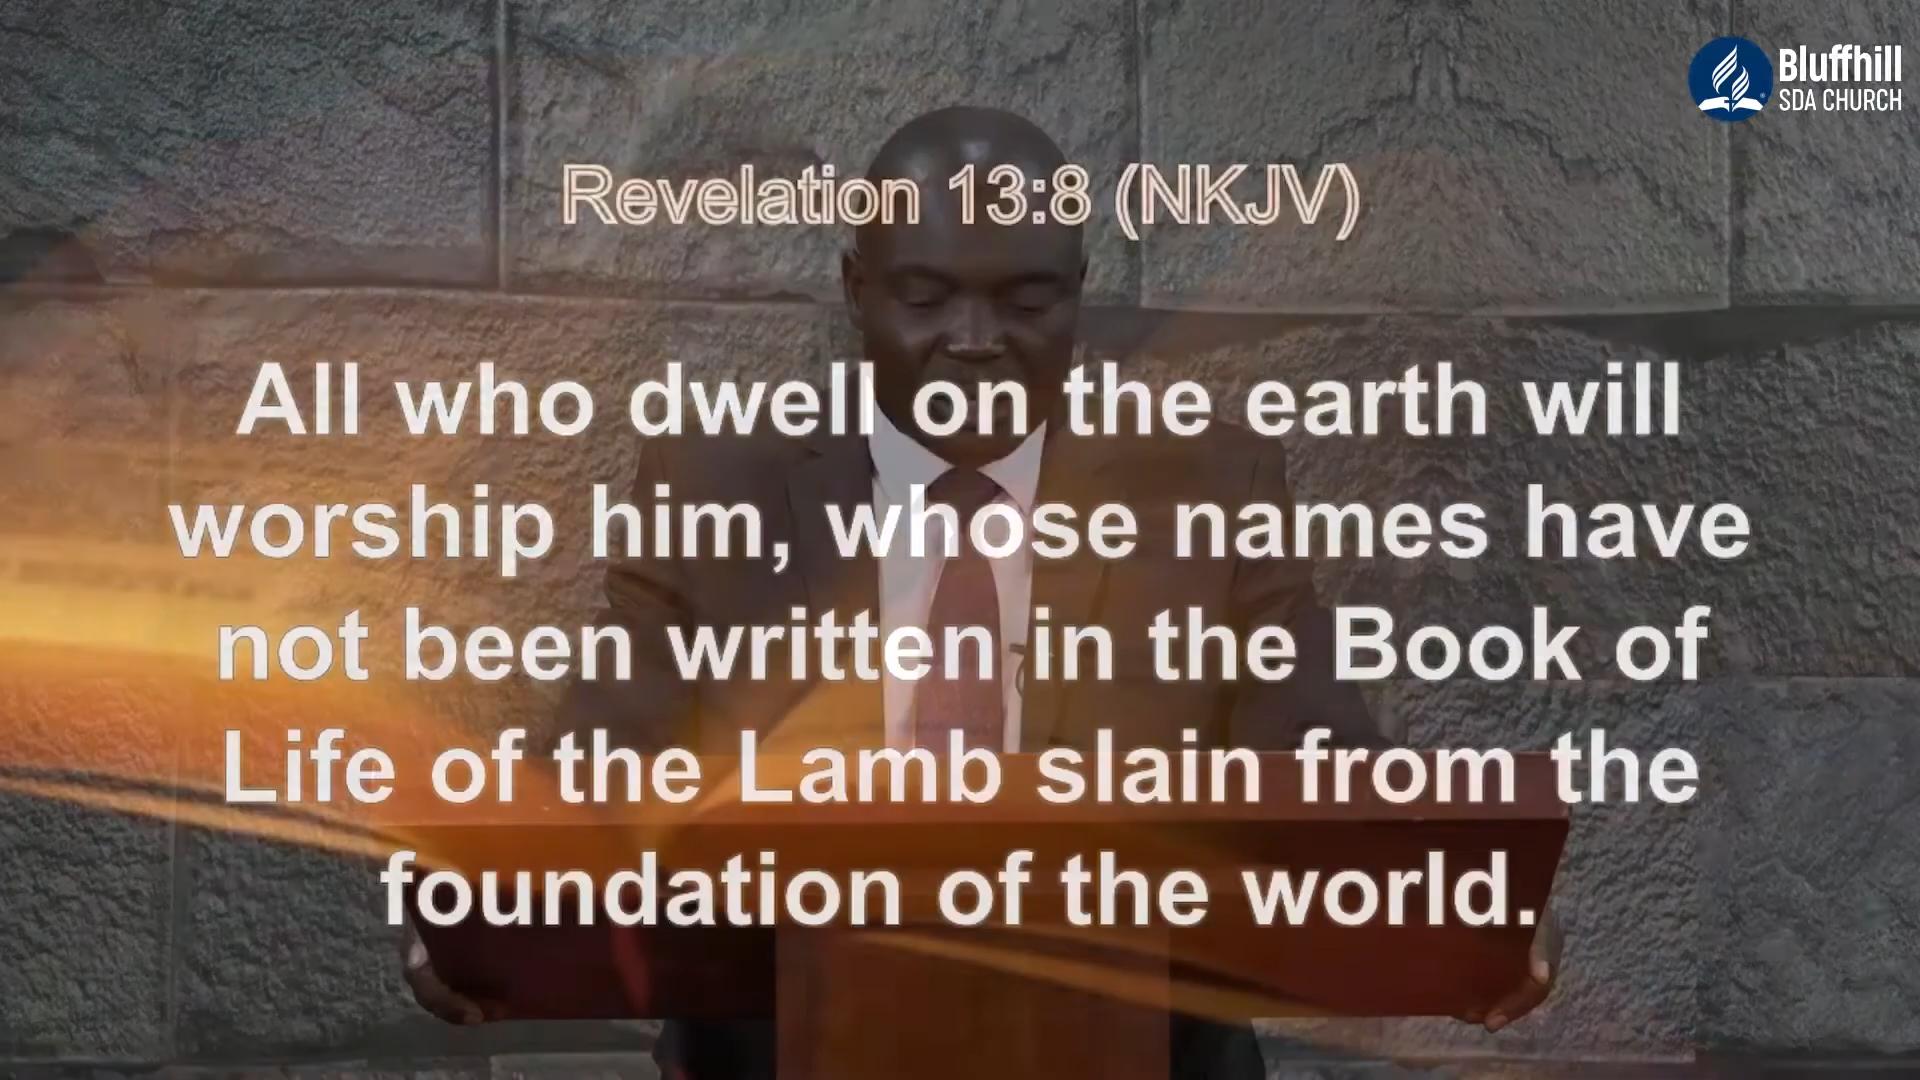 Bluffhill
SDA CHURCH
Revelation 13:8 (NKJV)
All who dwell on the earth will
worship him, whose names have
not been written in the Book of
Life of the Lamb slain from the
foundation of the world.